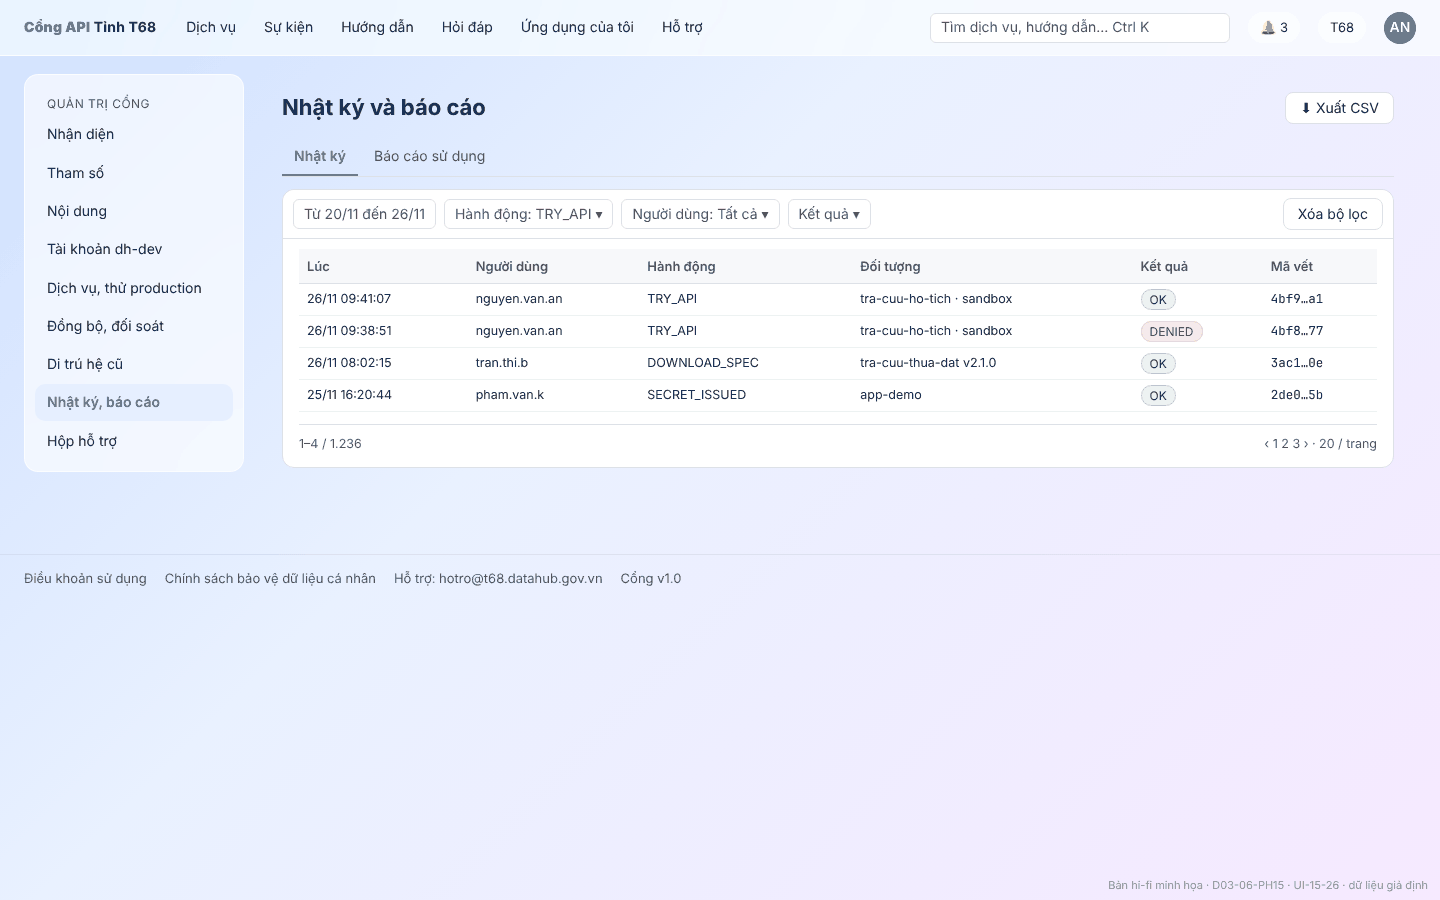 Cổng API Tỉnh T68 Dịch vụ Sự kiện Hướng dẫn Hỏi đáp Ứng dụng của tôi Hỗ trợ Tìm dịch vụ, hướng dẫn... Ctrl K 3 T68 AN
QUẢN TRỊ CỔNG
Nhận diện
Tham số
Nội dung
Tài khoản dh-dev
Dịch vụ, thử production
Đồng bộ, đối soát
Di trú hệ cũ
Nhật ký, báo cáo
Hộp hỗ trợ
Nhật ký và báo cáo ⬇ Xuất CSV
Nhật ký Báo cáo sử dụng
Từ 20/11 đến 26/11 Hành động: TRY_API ▾ Người dùng: Tất cả ▾ Kết quả ▾ Xóa bộ lọc
Lúc Người dùng Hành động Đối tượng Kết quả Mã vết
26/11 09:41:07 nguyen.van.an TRY_API tra-cuu-ho-tich · sandbox OK 4bf9…a1
26/11 09:38:51 nguyen.van.an TRY_API tra-cuu-ho-tich · sandbox DENIED 4bf8…77
26/11 08:02:15 tran.thi.b DOWNLOAD_SPEC tra-cuu-thua-dat v2.1.0 OK 3ac1…0e
25/11 16:20:44 pham.van.k SECRET_ISSUED app-demo OK 2de0…5b
1–4 / 1.236 ‹ 1 2 3 › · 20 / trang
Điều khoản sử dụng Chính sách bảo vệ dữ liệu cá nhân Hỗ trợ: hotro@t68.datahub.gov.vn Cổng v1.0
Bản hi-fi minh họa · D03-06-PH15 · UI-15-26 · dữ liệu giả định